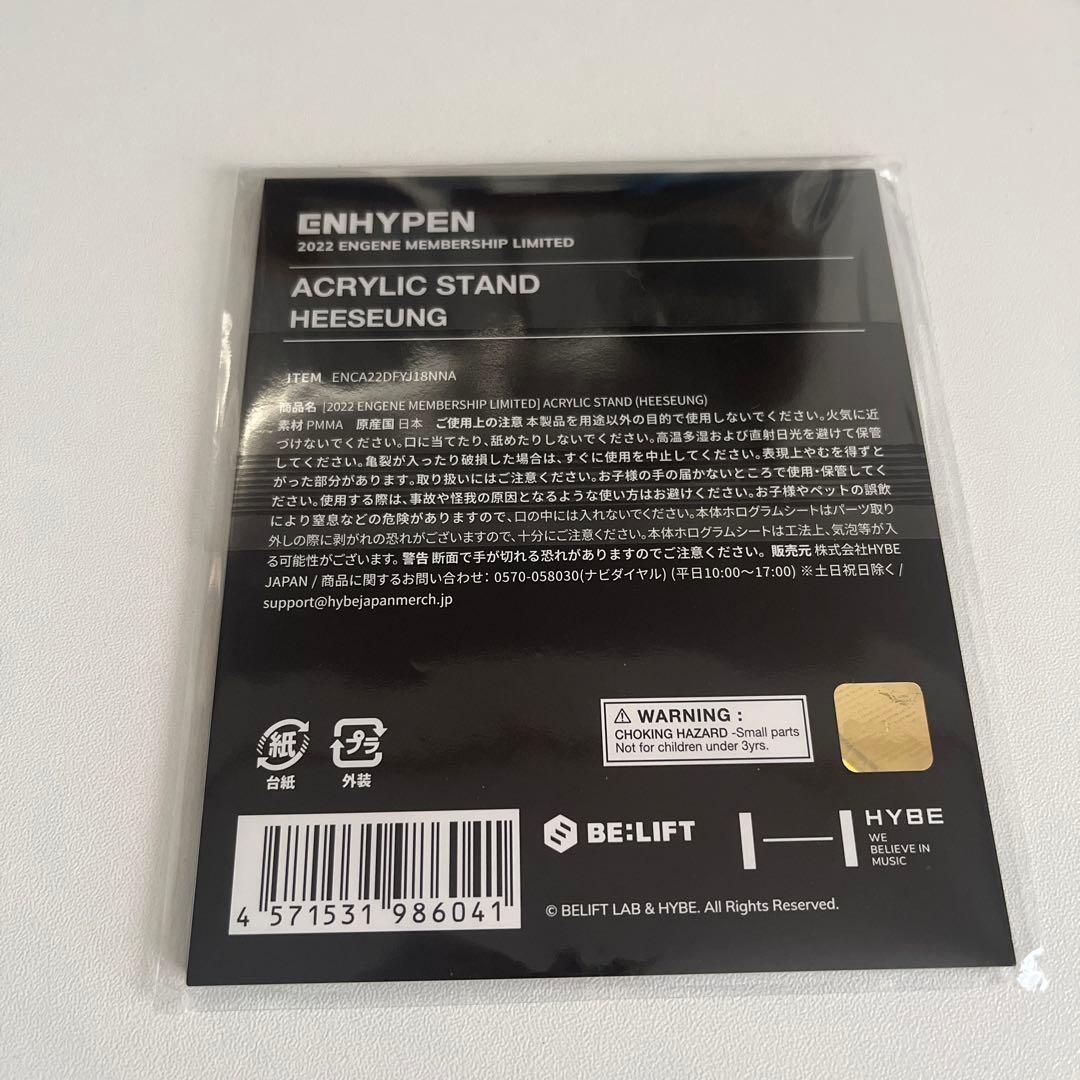 ENHYPEN
2022 ENGENE MEMBERSHIP LIMITED
ACRYLIC STAND
HEESEUNG
ITEM ENCA22DFYJ18NNA
商品名 [2022 ENGENE MEMBERSHIP LIMITED] ACRYLIC STAND (HEESEUNG)
素材 PMMA 原産国 日本 ご使用上の注意 本製品を用途以外の目的で使用しないでください。火気に近
づけないでください。口に当てたり、舐めたりしないでください。高温多湿および直射日光を避けて保管
してください。亀裂が入ったり破損した場合は、すぐに使用を中止してください。表現上やむを得ずと
がった部分があります。取り扱いにはご注意ください。お子様の手の届かないところで使用・保管してく
ださい。使用する際は、事故や怪我の原因となるような使い方はお避けください。お子様やペットの誤飲
により窒息などの危険がありますので、口の中には入れないでください。本体ホログラムシートはパーツ取り
外しの際に剥がれの恐れがございますので、十分にご注意ください。本体ホログラムシートは工法上、気泡等が入
る可能性がございます。警告 断面で手が切れる恐れがありますのでご注意ください。 販売元 株式会社HYBE
JAPAN / 商品に関するお問い合わせ: 0570-058030(ナビダイヤル) (平日10:00〜17:00) ※土日祝日除く /
support@hybejapanmerch.jp
紙
台紙
プラ
外装
⚠ WARNING :
CHOKING HAZARD -Small parts
Not for children under 3yrs.
4 571531 986041
BE:LIFT
HYBE
WE
BELIEVE IN
MUSIC
© BELIFT LAB & HYBE. All Rights Reserved.